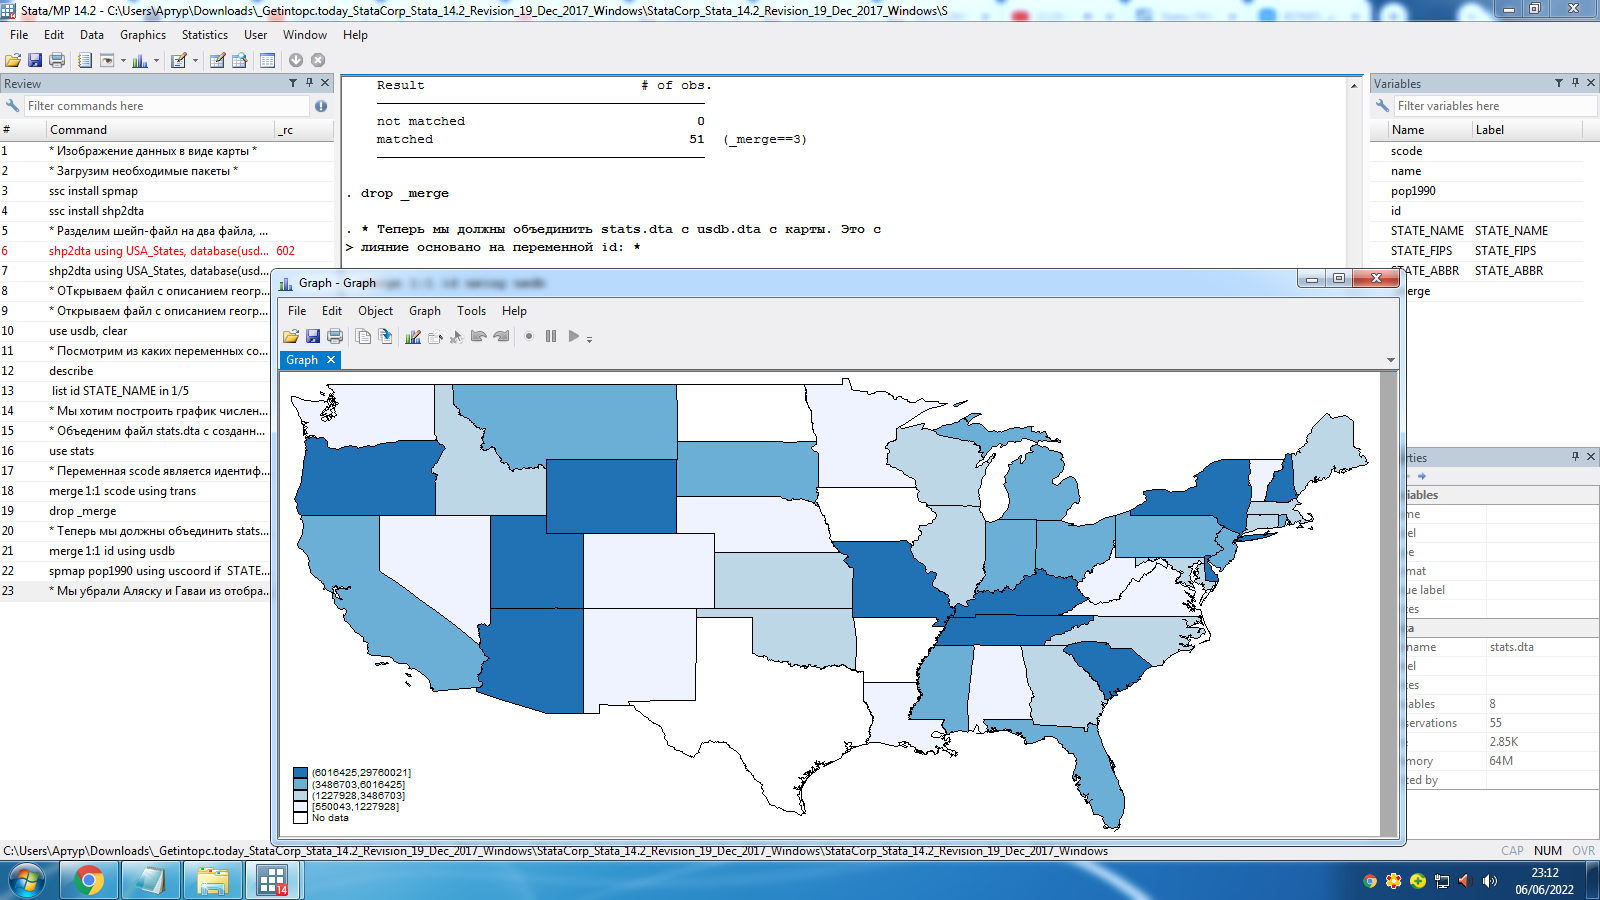 Stata/MP 14.2 - C:\Users\Артур\Downloads\_Getintopc.today_StataCorp_Stata_14.2_Revision_19_Dec_2017_Windows\StataCorp_Stata_14.2_Revision_19_Dec_2017_Windows\S
File Edit Data Graphics Statistics User Window Help
Review
Filter commands here
# Command _rc
1 * Изображение данных в виде карты *
2 * Загрузим необходимые пакеты *
3 ssc install spmap
4 ssc install shp2dta
5 * Разделим шейп-файл на два файла, ...
6 shp2dta using USA_States, database(usd... 602
7 shp2dta using USA_States, database(usd...
8 * ОТкрываем файл с описанием геогр...
9 * Открываем файл с описанием геогр...
10 use usdb, clear
11 * Посмотрим из каких переменных со...
12 describe
13 list id STATE_NAME in 1/5
14 * Мы хотим построить график числен...
15 * Объеденим файл stats.dta с созданн...
16 use stats
17 * Переменная scode является идентиф...
18 merge 1:1 scode using trans
19 drop _merge
20 * Теперь мы должны объединить stats...
21 merge 1:1 id using usdb
22 spmap pop1990 using uscoord if STATE...
23 * Мы убрали Аляску и Гаваи из отобра...
Result # of obs.
not matched 0
matched 51 (_merge==3)
. drop _merge
. * Теперь мы должны объединить stats.dta с usdb.dta с карты. Это с
> лияние основано на переменной id: *
Variables
Filter variables here
Name Label
scode
name
pop1990
id
STATE_NAME STATE_NAME
STATE_FIPS STATE_FIPS
STATE_ABBR STATE_ABBR
erge
Graph - Graph
File Edit Object Graph Tools Help
Graph
(6016425,29760021]
(3486703,6016425]
(1227928,3486703]
[550043,1227928]
No data
rties
riables
me
el
e
mat
ue label
tes
ta
name stats.dta
el
tes
iables 8
servations 55
e 2.85K
mory 64M
ted by
C:\Users\Артур\Downloads\_Getintopc.today_StataCorp_Stata_14.2_Revision_19_Dec_2017_Windows\StataCorp_Stata_14.2_Revision_19_Dec_2017_Windows
CAP NUM OVR
14
23:12
06/06/2022